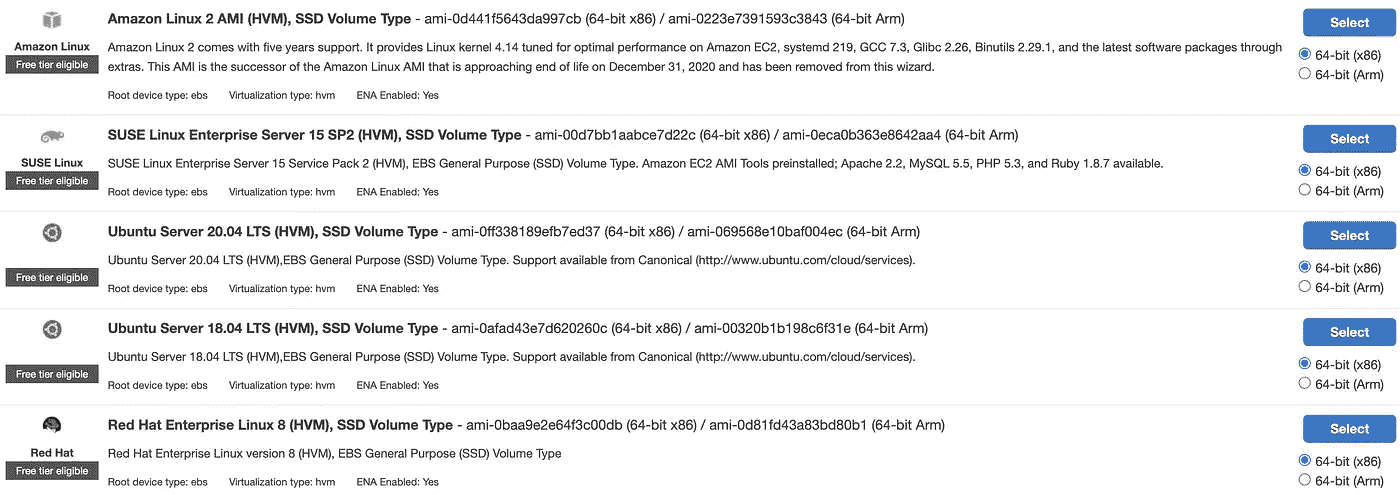 Amazon Linux 2 AMI (HVM), SSD Volume Type - ami-0d441f5643da997cb (64-bit x86) / ami-0223e7391593c3843 (64-bit Arm)
Select
Amazon Linux
Free tier eligible
Amazon Linux 2 comes with five years support. It provides Linux kernel 4.14 tuned for optimal performance on Amazon EC2, systemd 219, GCC 7.3, Glibc 2.26, Binutils 2.29.1, and the latest software packages through
extras. This AMI is the successor of the Amazon Linux AMI that is approaching end of life on December 31, 2020 and has been removed from this wizard.
64-bit (x86)
64-bit (Arm)
Root device type: ebs Virtualization type: hvm ENA Enabled: Yes
SUSE Linux Enterprise Server 15 SP2 (HVM), SSD Volume Type - ami-00d7bb1aabce7d22c (64-bit x86) / ami-0eca0b363e8642aa4 (64-bit Arm)
Select
SUSE Linux
Free tier eligible
SUSE Linux Enterprise Server 15 Service Pack 2 (HVM), EBS General Purpose (SSD) Volume Type. Amazon EC2 AMI Tools preinstalled; Apache 2.2, MySQL 5.5, PHP 5.3, and Ruby 1.8.7 available.
64-bit (x86)
64-bit (Arm)
Root device type: ebs Virtualization type: hvm ENA Enabled: Yes
Ubuntu Server 20.04 LTS (HVM), SSD Volume Type - ami-0ff338189efb7ed37 (64-bit x86) / ami-069568e10baf004ec (64-bit Arm)
Select
Free tier eligible
Ubuntu Server 20.04 LTS (HVM),EBS General Purpose (SSD) Volume Type. Support available from Canonical (http://www.ubuntu.com/cloud/services).
64-bit (x86)
64-bit (Arm)
Root device type: ebs Virtualization type: hvm ENA Enabled: Yes
Ubuntu Server 18.04 LTS (HVM), SSD Volume Type - ami-0afad43e7d620260c (64-bit x86) / ami-00320b1b198c6f31e (64-bit Arm)
Select
Free tier eligible
Ubuntu Server 18.04 LTS (HVM),EBS General Purpose (SSD) Volume Type. Support available from Canonical (http://www.ubuntu.com/cloud/services).
64-bit (x86)
64-bit (Arm)
Root device type: ebs Virtualization type: hvm ENA Enabled: Yes
Red Hat Enterprise Linux 8 (HVM), SSD Volume Type - ami-0baa9e2e64f3c00db (64-bit x86) / ami-0d81fd43a83bd80b1 (64-bit Arm)
Select
Red Hat
Free tier eligible
Red Hat Enterprise Linux version 8 (HVM), EBS General Purpose (SSD) Volume Type
64-bit (x86)
64-bit (Arm)
Root device type: ebs Virtualization type: hvm ENA Enabled: Yes